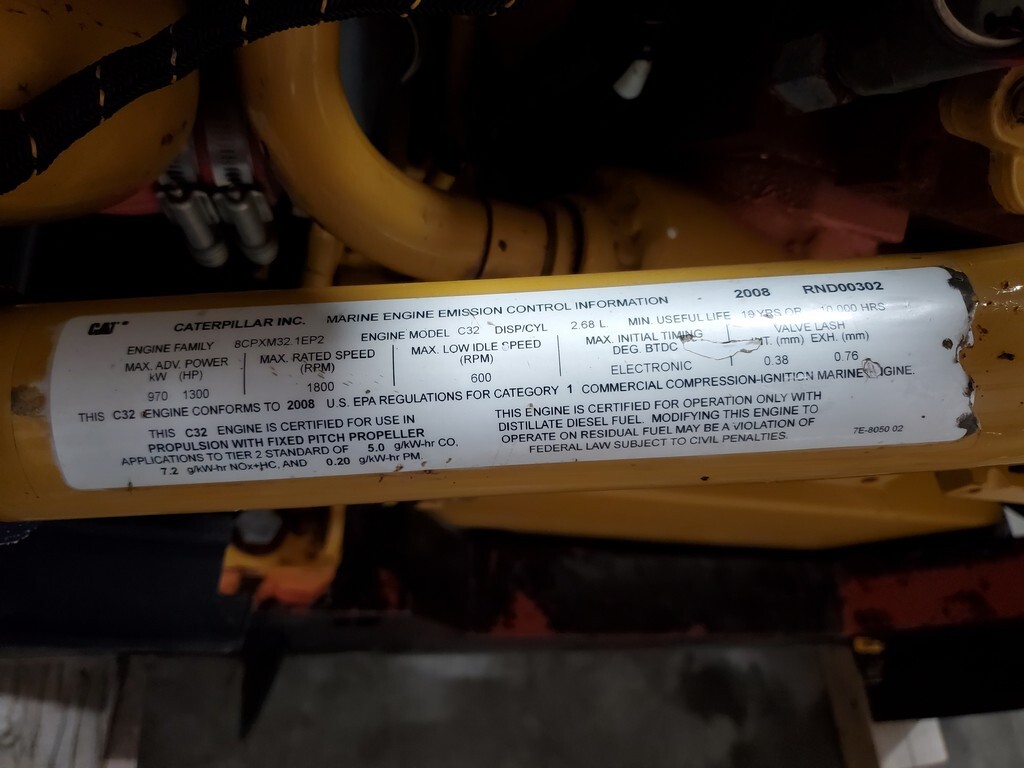 CAT® CATERPILLAR INC. MARINE ENGINE EMISSION CONTROL INFORMATION 2008 RND00302
ENGINE FAMILY 8CPXM32.1EP2 ENGINE MODEL C32 DISP/CYL 2.68 L MIN. USEFUL LIFE 19 YRS OR 10,000 HRS
MAX. ADV. POWER MAX. RATED SPEED MAX. LOW IDLE SPEED MAX. INITIAL TIMING VALVE LASH
kW (HP) (RPM) (RPM) DEG. BTDC (mm) EXH. (mm)
970 1300 1800 600 ELECTRONIC 0.38 0.76
THIS C32 ENGINE CONFORMS TO 2008 U.S. EPA REGULATIONS FOR CATEGORY 1 COMMERCIAL COMPRESSION-IGNITION MARINE ENGINE.
THIS C32 ENGINE IS CERTIFIED FOR USE IN
PROPULSION WITH FIXED PITCH PROPELLER
APPLICATIONS TO TIER 2 STANDARD OF 5.0 g/kW-hr CO,
7.2 g/kW-hr NOx+HC, AND 0.20 g/kW-hr PM.
THIS ENGINE IS CERTIFIED FOR OPERATION ONLY WITH
DISTILLATE DIESEL FUEL. MODIFYING THIS ENGINE TO
OPERATE ON RESIDUAL FUEL MAY BE A VIOLATION OF
FEDERAL LAW SUBJECT TO CIVIL PENALTIES.
7E-8050 02